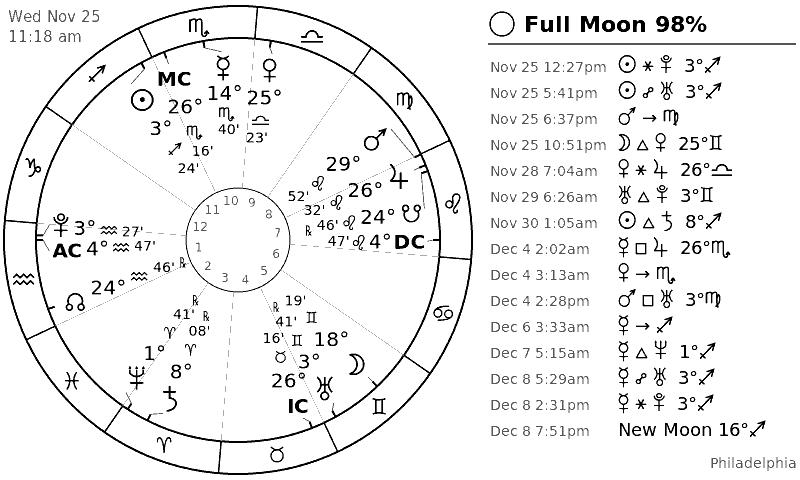 Wed Nov 25
11:18 am
Full Moon 98%
Nov 25 12:27pm ☉ ⚹ ♇ 3°♐
Nov 25 5:41pm ☉ ☍ ♅ 3°♐
Nov 25 6:37pm ♂ → ♍
Nov 25 10:51pm ☽ △ ♀ 25°♊
Nov 28 7:04am ♀ ⚹ ♃ 26°♎
Nov 29 6:26am ♅ △ ♇ 3°♊
Nov 30 1:05am ☉ △ ♄ 8°♐
Dec 4 2:02am ☿ □ ♃ 26°♏
Dec 4 3:13am ♀ → ♏
Dec 4 2:28pm ♂ □ ♅ 3°♍
Dec 6 3:33am ☿ → ♐
Dec 7 5:15am ☿ △ ♆ 1°♐
Dec 8 5:29am ☿ ☍ ♅ 3°♐
Dec 8 2:31pm ☿ ⚹ ♇ 3°♐
Dec 8 7:51pm New Moon 16°♐
Philadelphia
MC 26° ♏ 16'
☉ 3° ♐ 24'
☿ 14° ♏ 40'
♀ 25° ♎ 23'
♂ 29° ♌ 52'
♃ 26° ♌ 32'
☋ 24° ♌ 46' ℞
DC 4° ♌ 47'
♇ 3° ♒ 27'
AC 4° ♒ 47'
☊ 24° ♒ 46' ℞
♆ 1° ♈ 41' ℞
♄ 8° ♈ 08' ℞
IC 26° ♉ 16'
♅ 3° ♊ 41' ℞
☽ 18° ♊ 19'
♈
♉
♊
♋
♌
♍
♎
♏
♐
♑
♒
♓
1
2
3
4
5
6
7
8
9
10
11
12